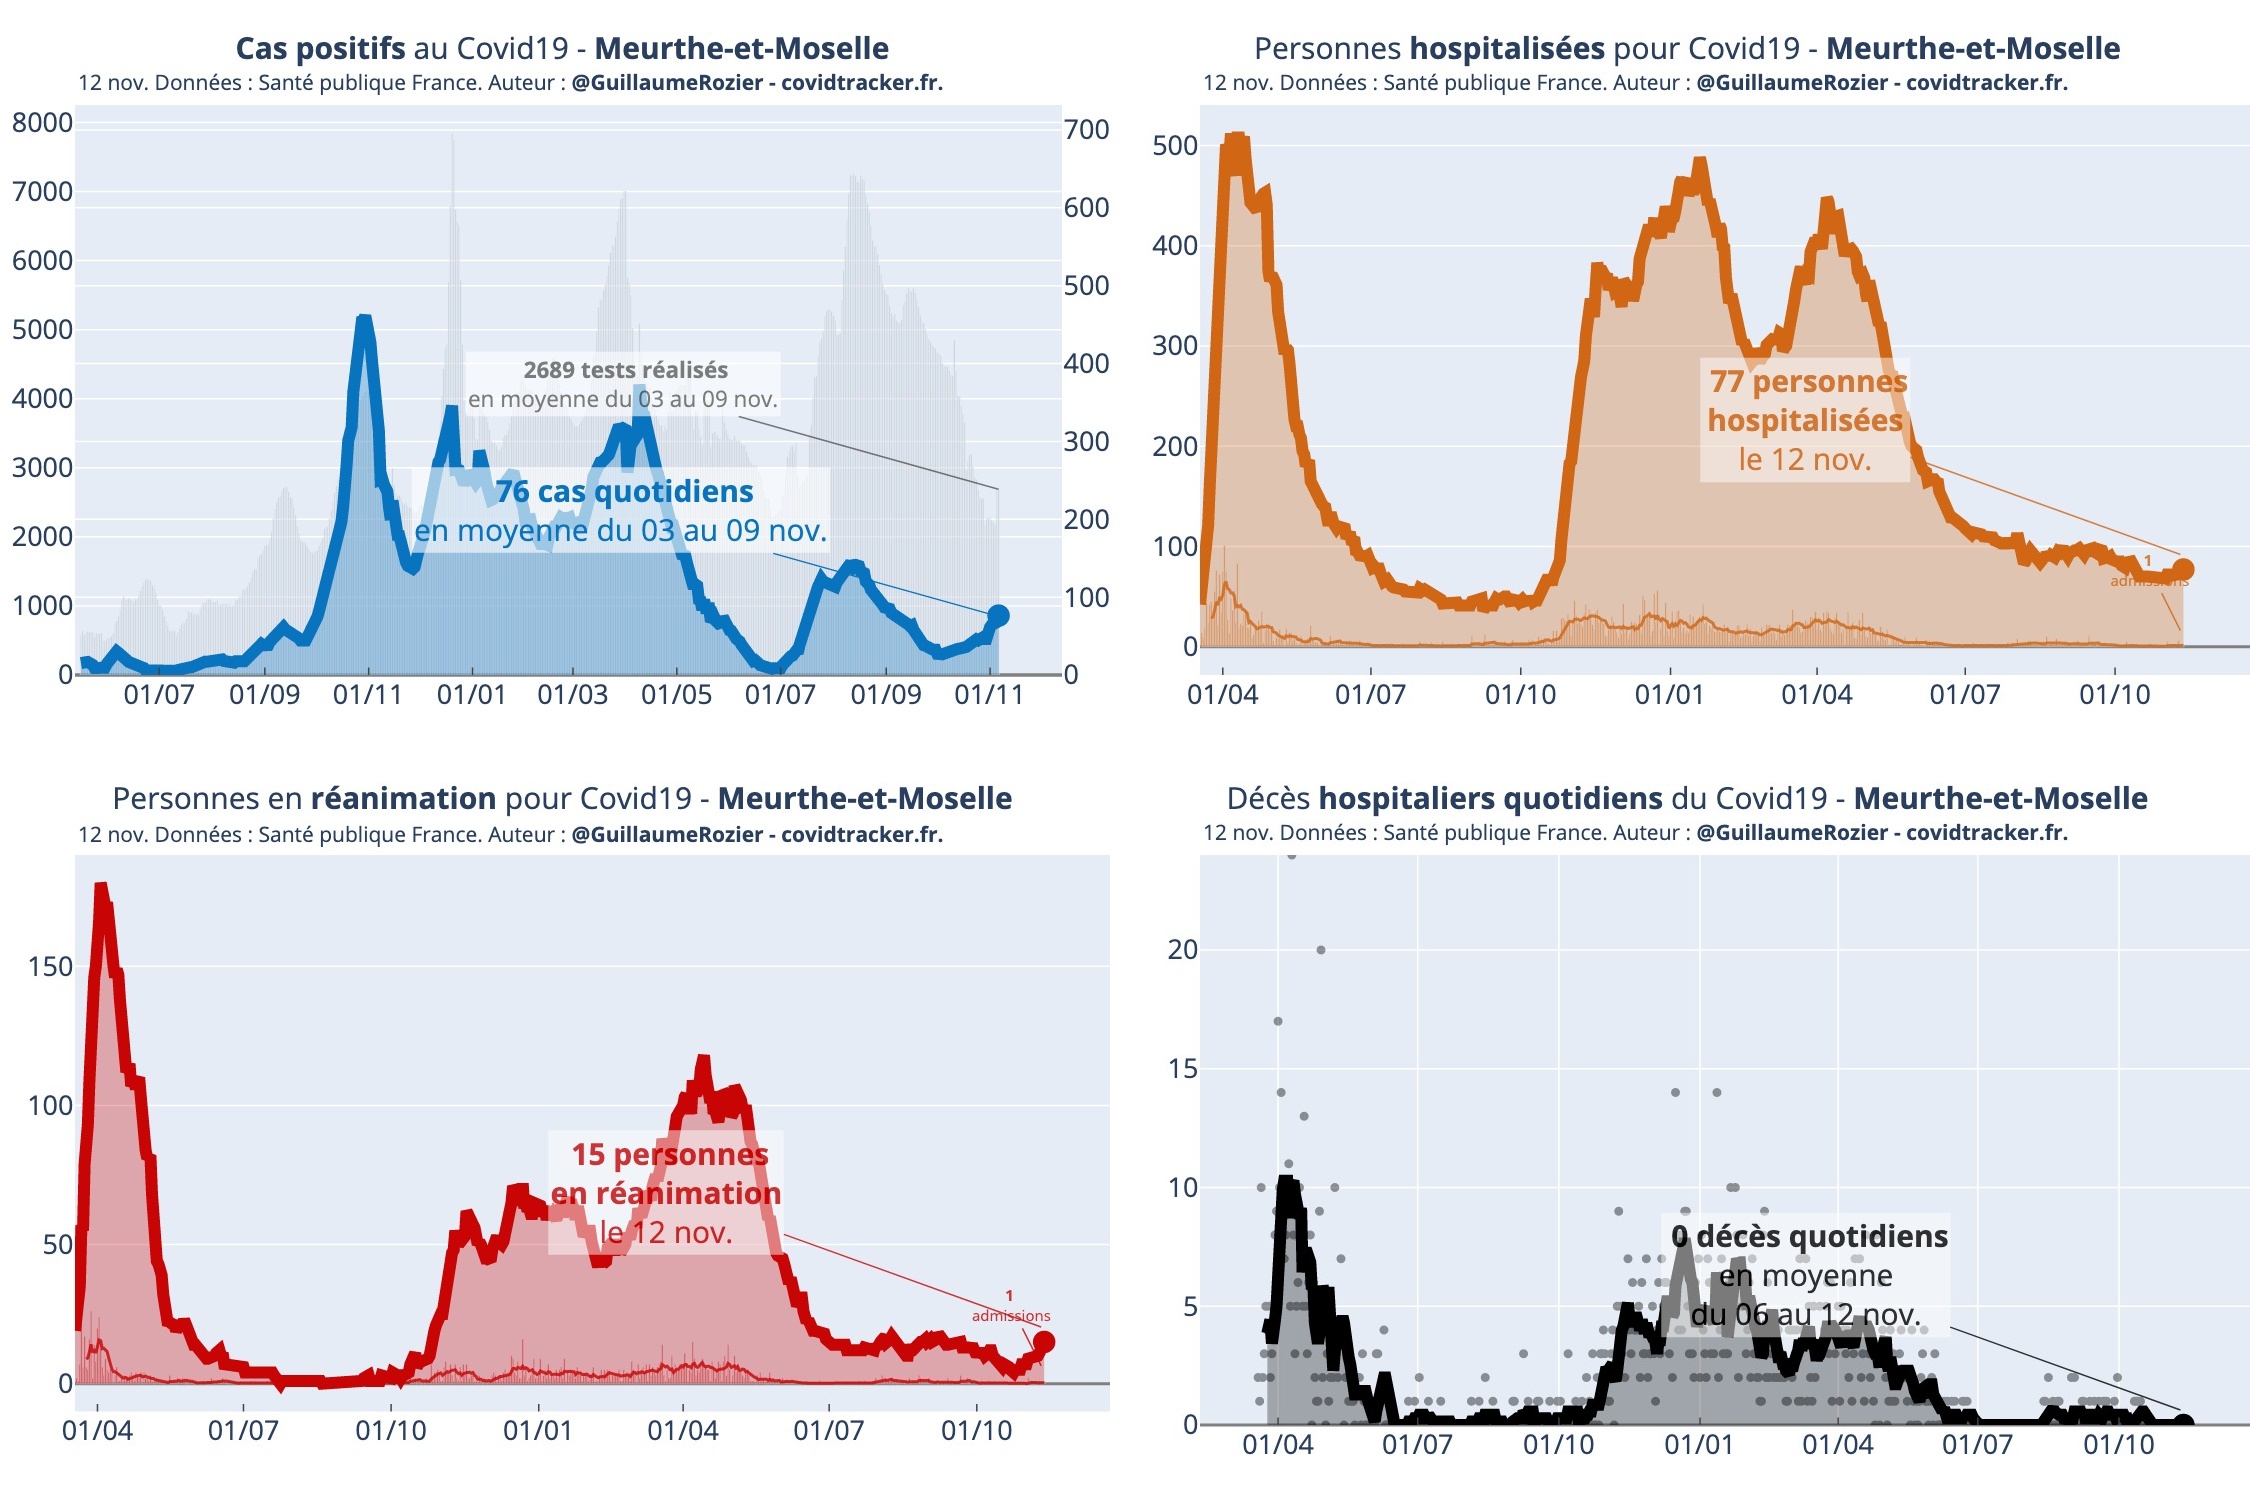 Cas positifs au Covid19 - Meurthe-et-Moselle
12 nov. Données : Santé publique France. Auteur : @GuillaumeRozier - covidtracker.fr.
8000
7000
6000
5000
4000
3000
2000
1000
0
700
600
500
400
300
200
100
0
2689 tests réalisés
en moyenne du 03 au 09 nov.
76 cas quotidiens
en moyenne du 03 au 09 nov.
01/07 01/09 01/11 01/01 01/03 01/05 01/07 01/09 01/11
Personnes hospitalisées pour Covid19 - Meurthe-et-Moselle
12 nov. Données : Santé publique France. Auteur : @GuillaumeRozier - covidtracker.fr.
500
400
300
200
100
0
77 personnes
hospitalisées
le 12 nov.
1
admissions
01/04 01/07 01/10 01/01 01/04 01/07 01/10
Personnes en réanimation pour Covid19 - Meurthe-et-Moselle
12 nov. Données : Santé publique France. Auteur : @GuillaumeRozier - covidtracker.fr.
150
100
50
0
15 personnes
en réanimation
le 12 nov.
1
admissions
01/04 01/07 01/10 01/01 01/04 01/07 01/10
Décès hospitaliers quotidiens du Covid19 - Meurthe-et-Moselle
12 nov. Données : Santé publique France. Auteur : @GuillaumeRozier - covidtracker.fr.
20
15
10
5
0
0 décès quotidiens
en moyenne
du 06 au 12 nov.
01/04 01/07 01/10 01/01 01/04 01/07 01/10